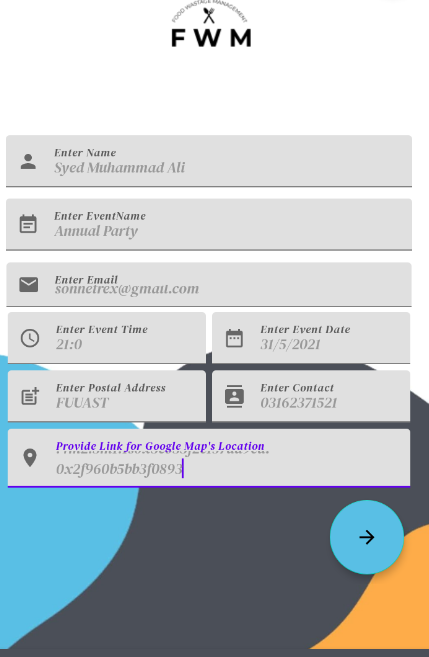 FOOD WASTAGE MANAGEMENT
FWM
Enter Name
Syed Muhammad Ali
Enter EventName
Annual Party
Enter Email
sonnetrex@gmail.com
Enter Event Time
21:0
Enter Event Date
31/5/2021
Enter Postal Address
FUUAST
Enter Contact
03162371521
Provide Link for Google Map's Location
0x2f960b5bb3f0893